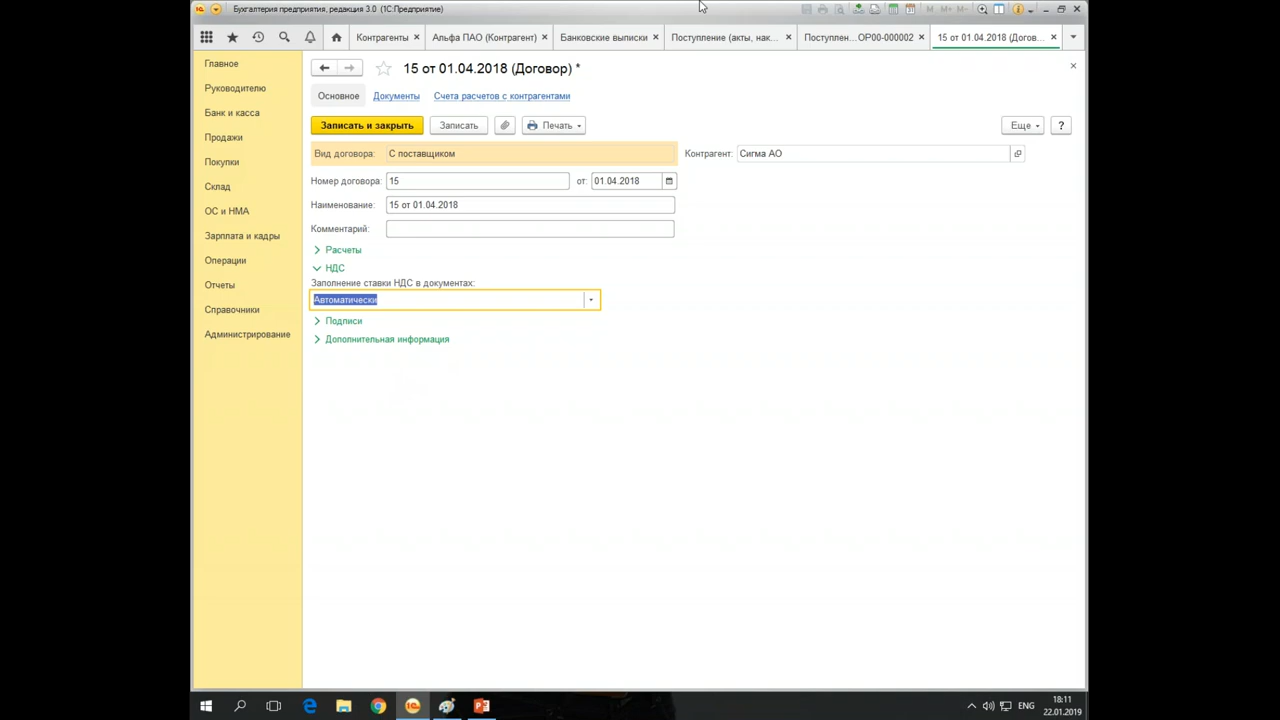 Бухгалтерия предприятия, редакция 3.0 (1С:Предприятие)
M M+ M-
31
Контрагенты × Альфа ПАО (Контрагент) × Банковские выписки × Поступление (акты, нак... × Поступлен...ОР00-000002 × 15 от 01.04.2018 (Догов... ×
Главное
Руководителю
Банк и касса
Продажи
Покупки
Склад
ОС и НМА
Зарплата и кадры
Операции
Отчеты
Справочники
Администрирование
15 от 01.04.2018 (Договор) *
Основное Документы Счета расчетов с контрагентами
Записать и закрыть Записать Печать Еще ?
Вид договора: С поставщиком Контрагент: Сигма АО
Номер договора: 15 от: 01.04.2018
Наименование: 15 от 01.04.2018
Комментарий:
Расчеты
НДС
Заполнение ставки НДС в документах:
Автоматически
Подписи
Дополнительная информация
ENG
18:11
22.01.2019